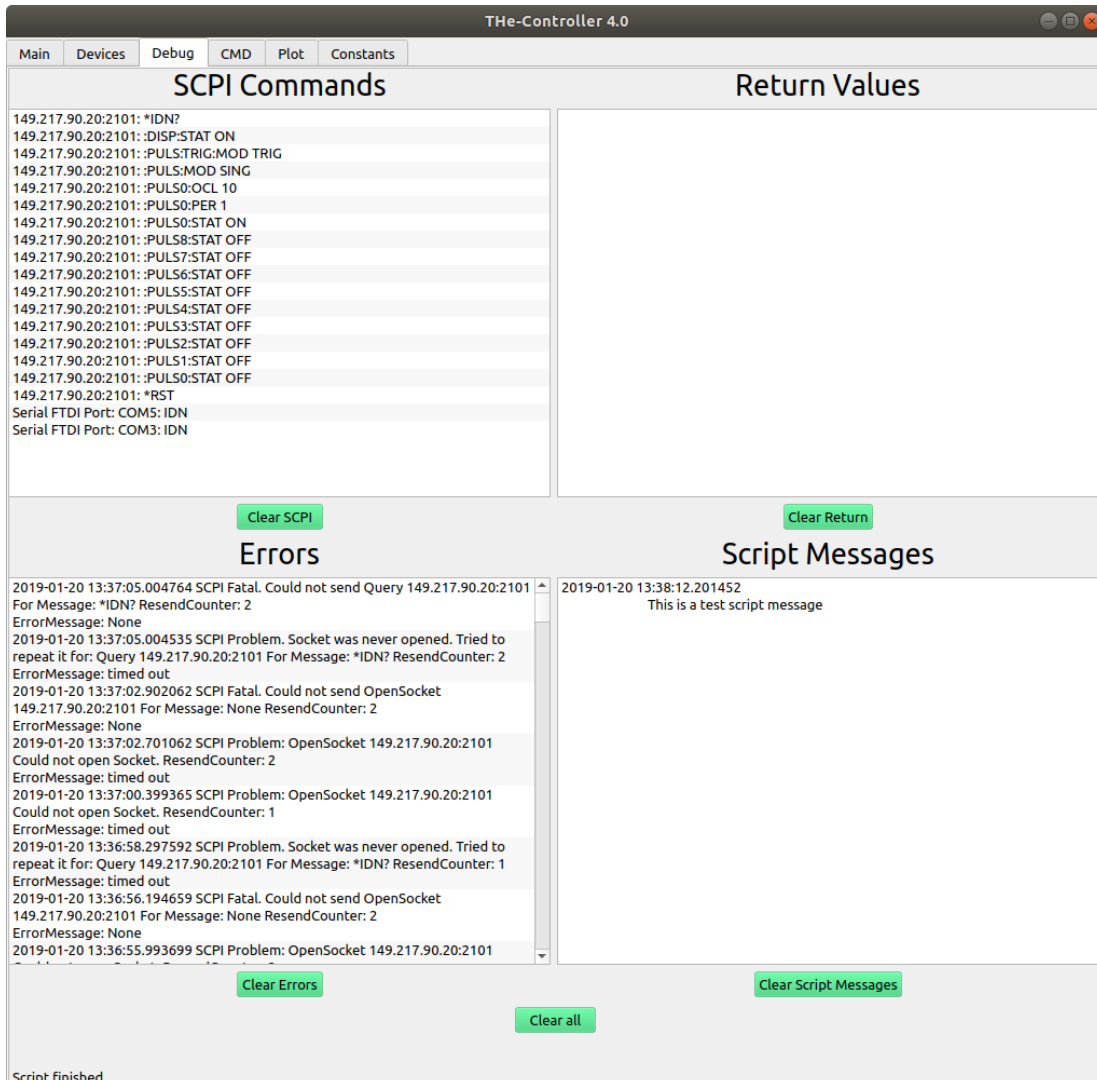 THe-Controller 4.0
Main Devices Debug CMD Plot Constants
SCPI Commands
149.217.90.20:2101: *IDN?
149.217.90.20:2101: :DISP:STAT ON
149.217.90.20:2101: :PULS:TRIG:MOD TRIG
149.217.90.20:2101: :PULS:MOD SING
149.217.90.20:2101: :PULS0:OCL 10
149.217.90.20:2101: :PULS0:PER 1
149.217.90.20:2101: :PULS0:STAT ON
149.217.90.20:2101: :PULS8:STAT OFF
149.217.90.20:2101: :PULS7:STAT OFF
149.217.90.20:2101: :PULS6:STAT OFF
149.217.90.20:2101: :PULS5:STAT OFF
149.217.90.20:2101: :PULS4:STAT OFF
149.217.90.20:2101: :PULS3:STAT OFF
149.217.90.20:2101: :PULS2:STAT OFF
149.217.90.20:2101: :PULS1:STAT OFF
149.217.90.20:2101: :PULS0:STAT OFF
149.217.90.20:2101: *RST
Serial FTDI Port: COM5: IDN
Serial FTDI Port: COM3: IDN
Clear SCPI
Return Values
Clear Return
Errors
2019-01-20 13:37:05.004764 SCPI Fatal. Could not send Query 149.217.90.20:2101
For Message: *IDN? ResendCounter: 2
ErrorMessage: None
2019-01-20 13:37:05.004535 SCPI Problem. Socket was never opened. Tried to
repeat it for: Query 149.217.90.20:2101 For Message: *IDN? ResendCounter: 2
ErrorMessage: timed out
2019-01-20 13:37:02.902062 SCPI Fatal. Could not send OpenSocket
149.217.90.20:2101 For Message: None ResendCounter: 2
ErrorMessage: None
2019-01-20 13:37:02.701062 SCPI Problem: OpenSocket 149.217.90.20:2101
Could not open Socket. ResendCounter: 2
ErrorMessage: timed out
2019-01-20 13:37:00.399365 SCPI Problem: OpenSocket 149.217.90.20:2101
Could not open Socket. ResendCounter: 1
ErrorMessage: timed out
2019-01-20 13:36:58.297592 SCPI Problem. Socket was never opened. Tried to
repeat it for: Query 149.217.90.20:2101 For Message: *IDN? ResendCounter: 1
ErrorMessage: timed out
2019-01-20 13:36:56.194659 SCPI Fatal. Could not send OpenSocket
149.217.90.20:2101 For Message: None ResendCounter: 2
ErrorMessage: None
2019-01-20 13:36:55.993699 SCPI Problem: OpenSocket 149.217.90.20:2101
Clear Errors
Script Messages
2019-01-20 13:38:12.201452
This is a test script message
Clear Script Messages
Clear all
Script finished